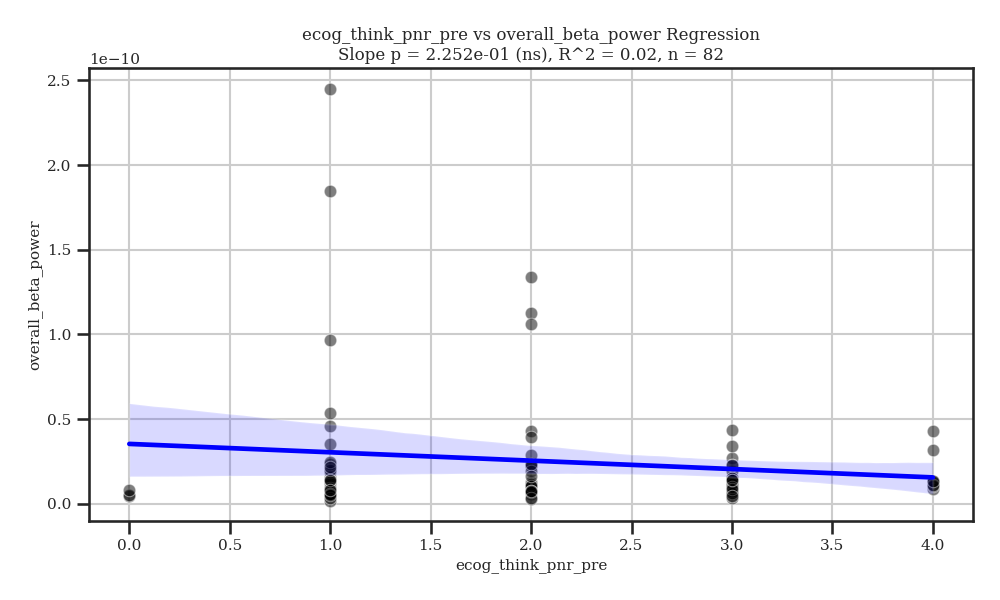 ecog_think_pnr_pre vs overall_beta_power Regression
Slope p = 2.252e-01 (ns), R^2 = 0.02, n = 82
1e−10
2.5
2.0
1.5
1.0
0.5
0.0
overall_beta_power
0.0 0.5 1.0 1.5 2.0 2.5 3.0 3.5 4.0
ecog_think_pnr_pre